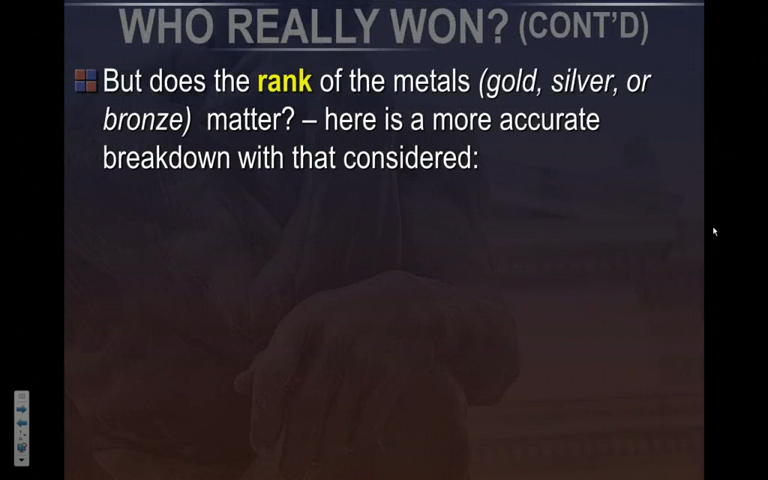 WHO REALLY WON? (CONT'D)
But does the rank of the metals (gold, silver, or
bronze) matter? – here is a more accurate
breakdown with that considered: